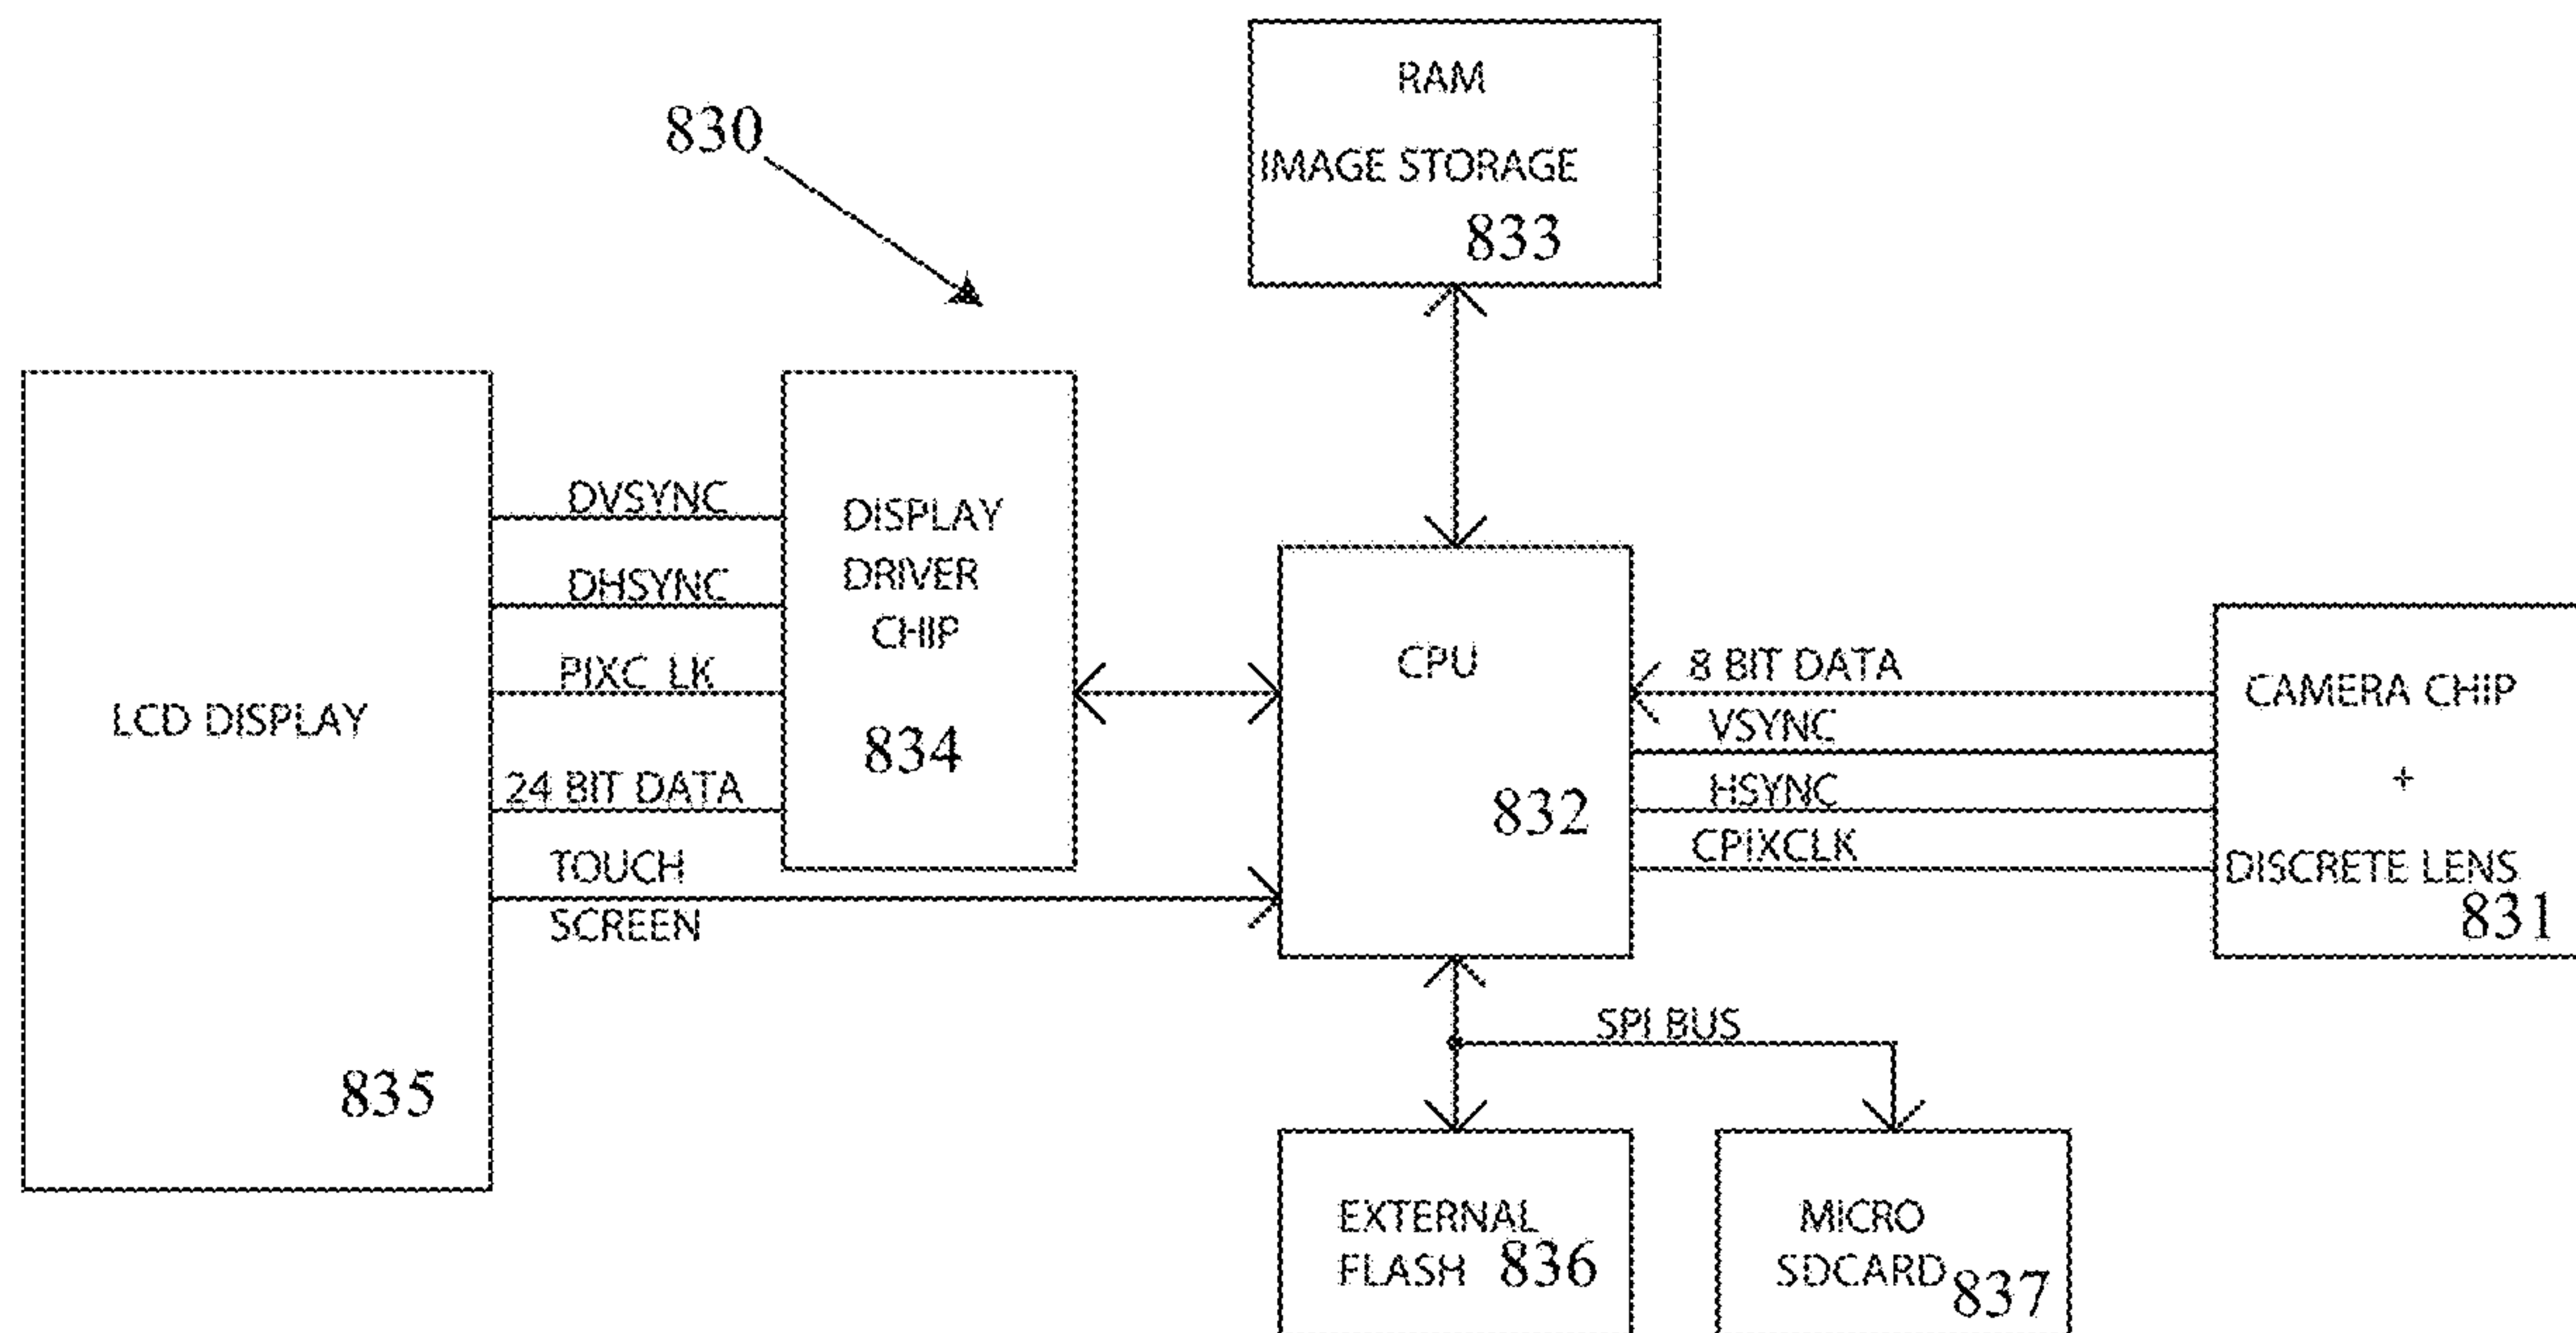 RAM
IMAGE STORAGE
833
830
LCD DISPLAY
835
DVSYNC
DHSYNC
PIXC LK
24 BIT DATA
TOUCH
SCREEN
DISPLAY
DRIVER
CHIP
834
CPU
832
8 BIT DATA
VSYNC
HSYNC
CPIXCLK
CAMERA CHIP
+
DISCRETE LENS
831
SPI BUS
EXTERNAL
FLASH 836
MICRO
SDCARD 837